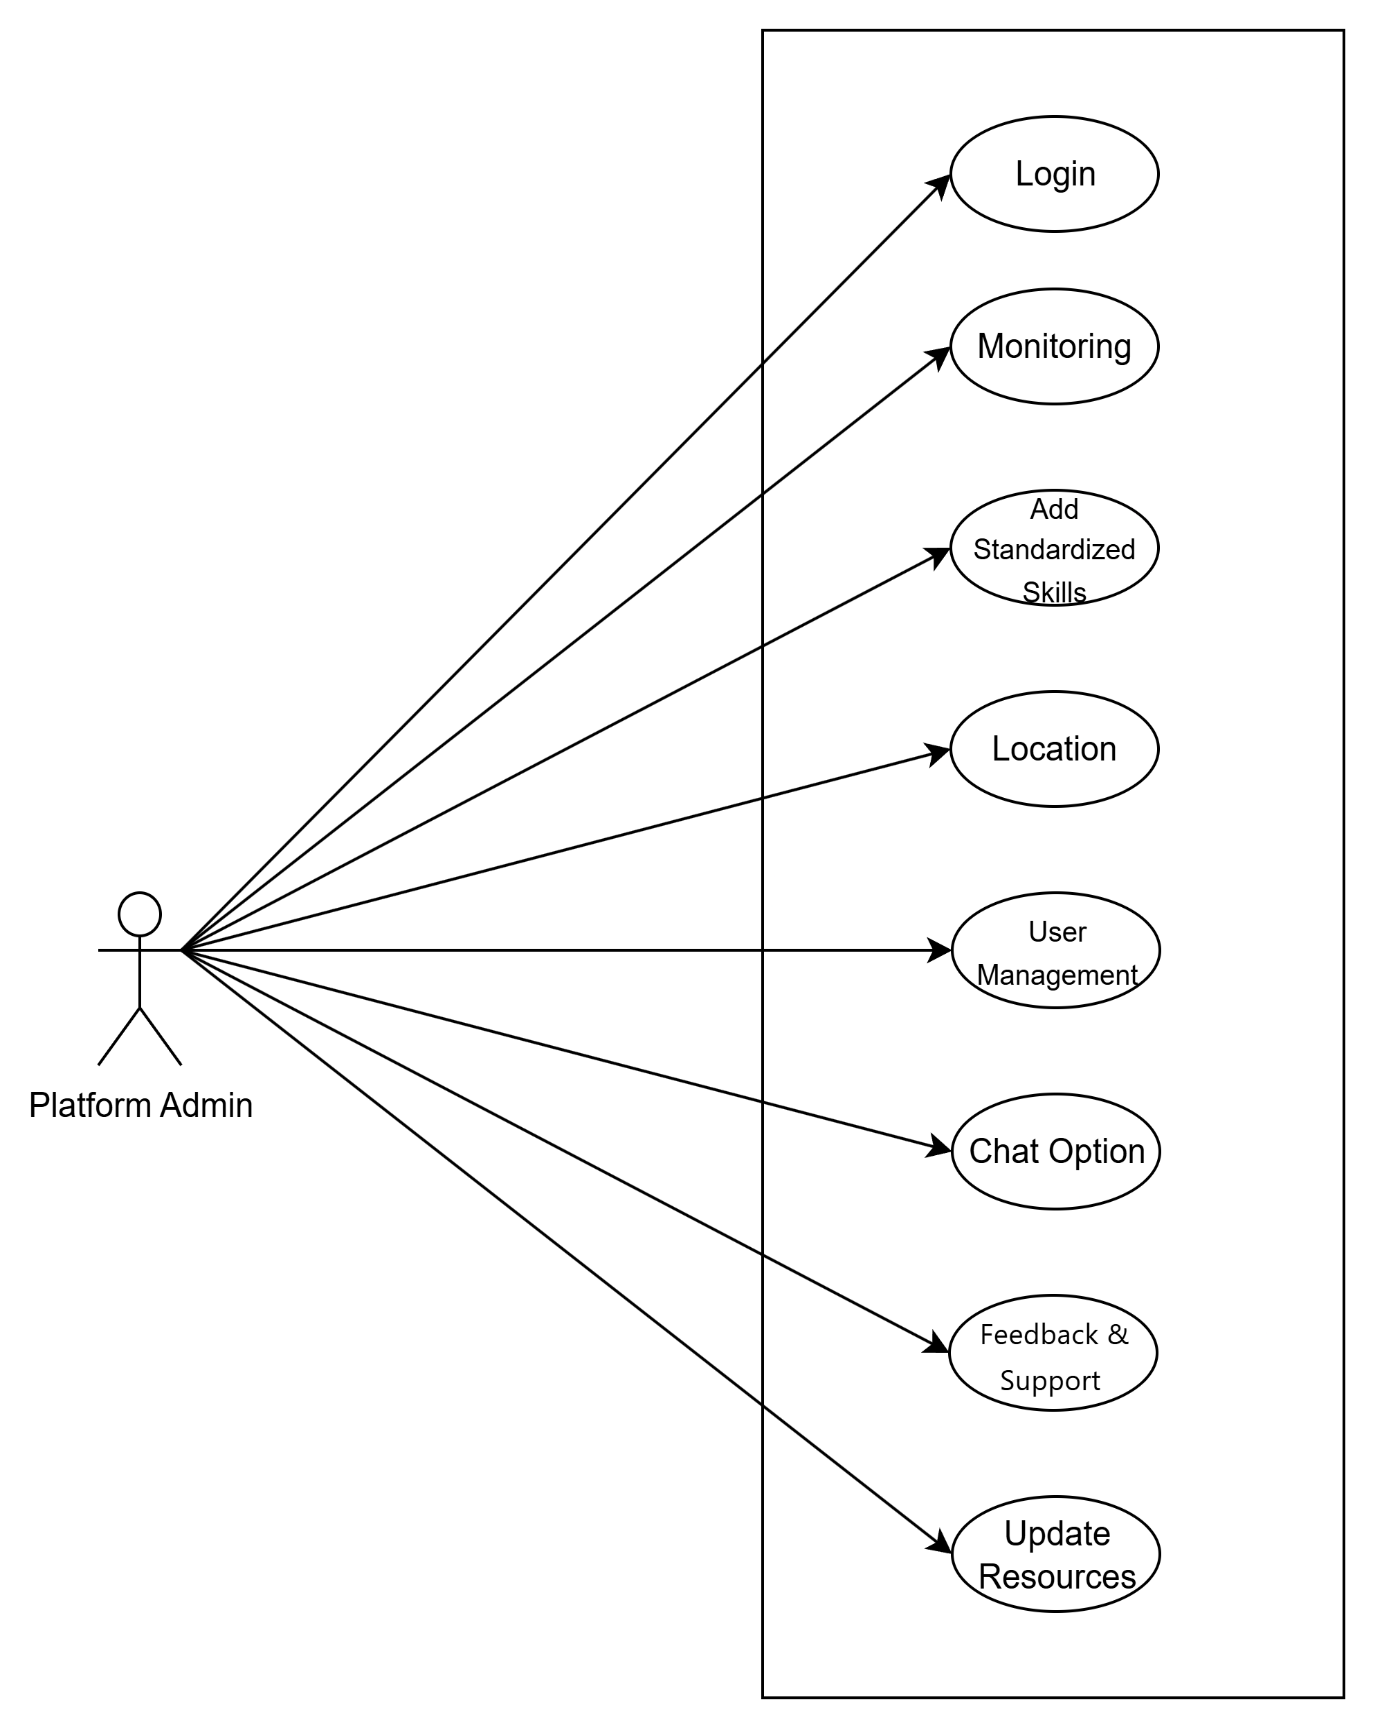 Login
Monitoring
Add
Standardized
Skills
Location
User
Management
Platform Admin
Chat Option
Feedback &
Support
Update
Resources